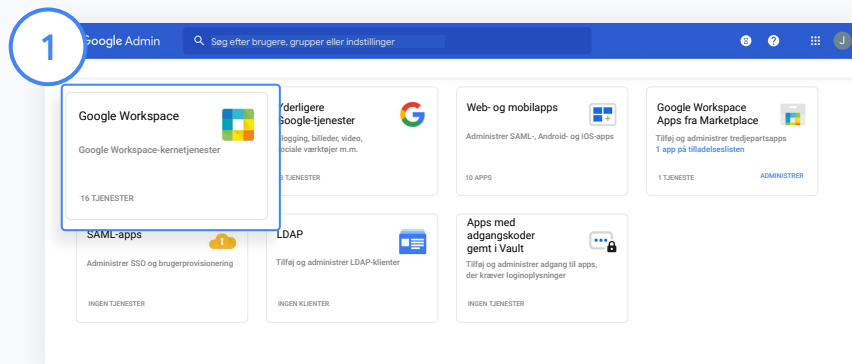 1
Google Admin
Søg efter brugere, grupper eller indstillinger
J
Google Workspace
Google Workspace-kernetjenester
16 TJENESTER
Yderligere
Google-tjenester
logging, billeder, video,
sociale værktøjer m.m.
TJENESTER
Web- og mobilapps
Administrer SAML-, Android- og iOS-apps
10 APPS
Google Workspace
Apps fra Marketplace
Tilføj og administrer tredjepartsapps
1 app på tilladelseslisten
1 TJENESTE
ADMINISTRER
SAML-apps
Administrer SSO og brugerprovisionering
INGEN TJENESTER
LDAP
Tilføj og administrer LDAP-klienter
INGEN KLIENTER
Apps med
adgangskoder
gemt i Vault
Tilføj og administrer adgang til apps,
der kræver loginoplysninger
INGEN TJENESTER